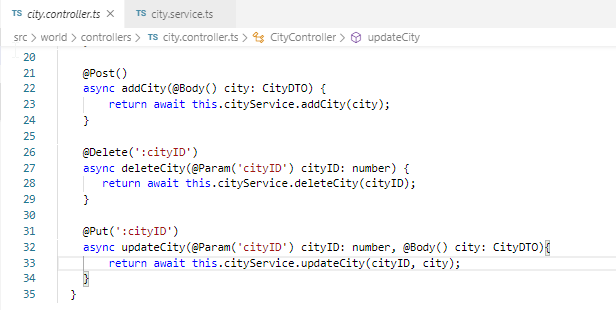 TS city.controller.ts × TS city.service.ts
src > world > controllers > TS city.controller.ts > CityController > updateCity
20
21 @Post()
22 async addCity(@Body() city: CityDTO) {
23 return await this.cityService.addCity(city);
24 }
25
26 @Delete(':cityID')
27 async deleteCity(@Param('cityID') cityID: number) {
28 return await this.cityService.deleteCity(cityID);
29 }
30
31 @Put(':cityID')
32 async updateCity(@Param('cityID') cityID: number, @Body() city: CityDTO){
33 return await this.cityService.updateCity(cityID, city);
34 }
35 }